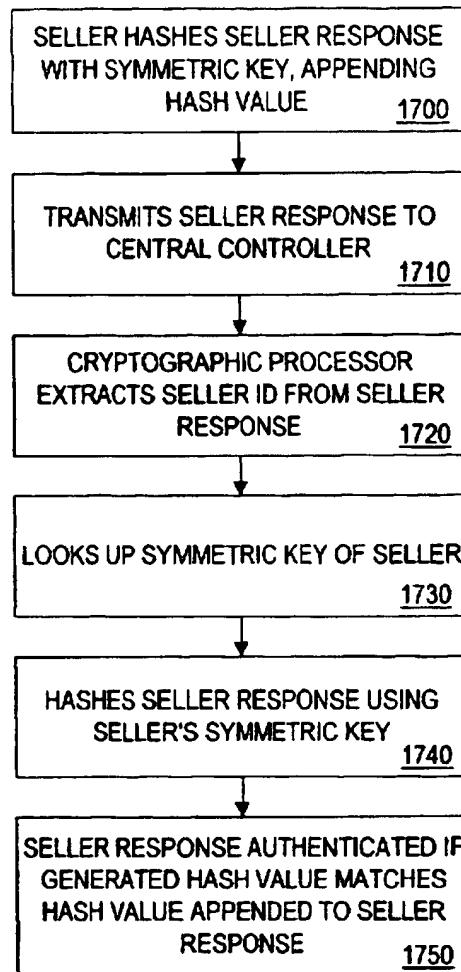 SELLER HASHES SELLER RESPONSE
WITH SYMMETRIC KEY, APPENDING
HASH VALUE
1700
TRANSMITS SELLER RESPONSE TO
CENTRAL CONTROLLER
1710
CRYPTOGRAPHIC PROCESSOR
EXTRACTS SELLER ID FROM SELLER
RESPONSE
1720
LOOKS UP SYMMETRIC KEY OF SELLER
1730
HASHES SELLER RESPONSE USING
SELLER'S SYMMETRIC KEY
1740
SELLER RESPONSE AUTHENTICATED IF
GENERATED HASH VALUE MATCHES
HASH VALUE APPENDED TO SELLER
RESPONSE
1750